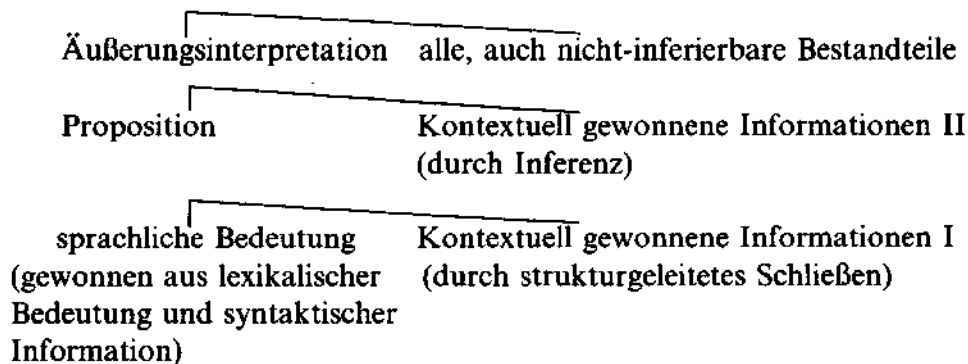 Äußerungsinterpretation alle, auch nicht-inferierbare Bestandteile
Proposition Kontextuell gewonnene Informationen II
(durch Inferenz)
sprachliche Bedeutung Kontextuell gewonnene Informationen I
(gewonnen aus lexikalischer (durch strukturgeleitetes Schließen)
Bedeutung und syntaktischer
Information)